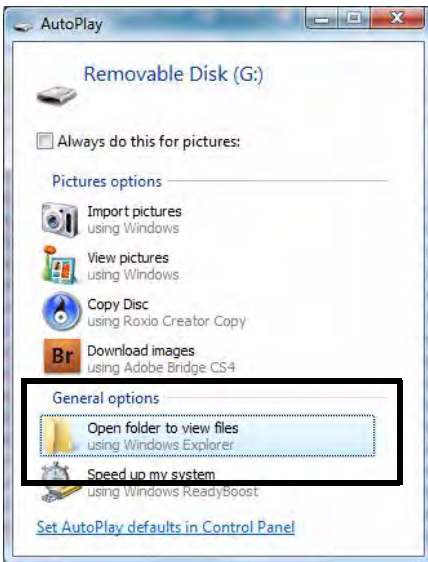 AutoPlay
Removable Disk (G:)
Always do this for pictures:
Pictures options
Import pictures
using Windows
View pictures
using Windows
Copy Disc
using Roxio Creator Copy
Br
Download images
using Adobe Bridge CS4
General options
Open folder to view files
using Windows Explorer
Speed up my system
using Windows ReadyBoost
Set AutoPlay defaults in Control Panel